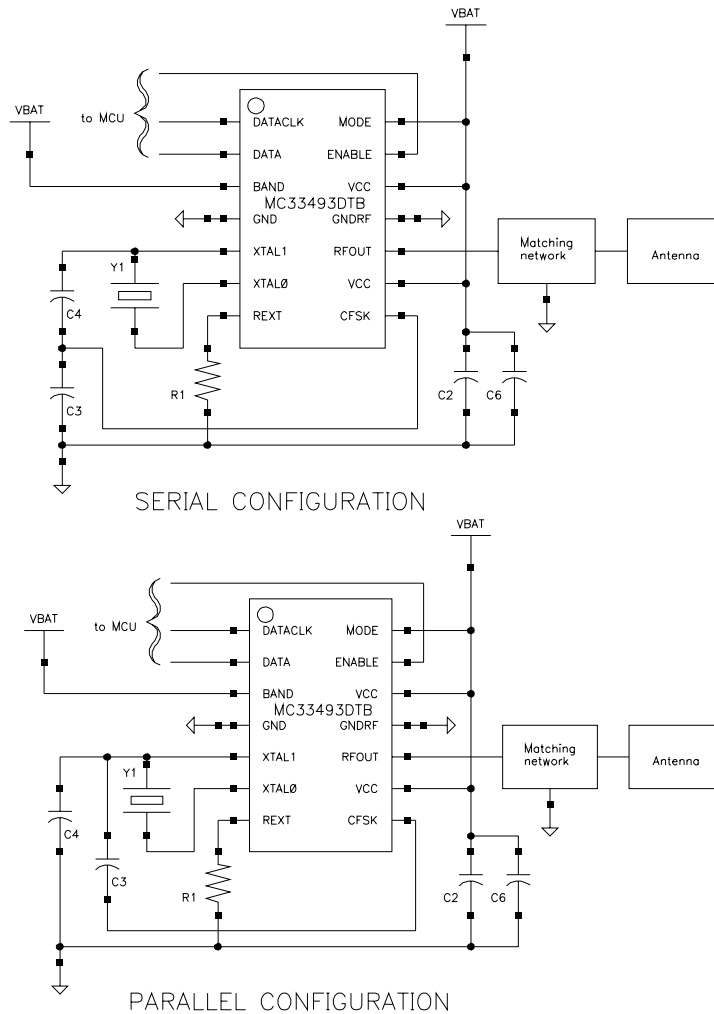 VBAT
VBAT
to MCU
DATACLK MODE
DATA ENABLE
BAND VCC
MC33493DTB
GND GNDRF
XTAL1 RFOUT
Matching
network
Antenna
Y1
XTALØ VCC
C4
REXT CFSK
R1
C2
C6
C3
SERIAL CONFIGURATION
VBAT
VBAT
to MCU
DATACLK MODE
DATA ENABLE
BAND VCC
MC33493DTB
GND GNDRF
XTAL1 RFOUT
Matching
network
Antenna
Y1
XTALØ VCC
C4
REXT CFSK
C3
R1
C2
C6
PARALLEL CONFIGURATION